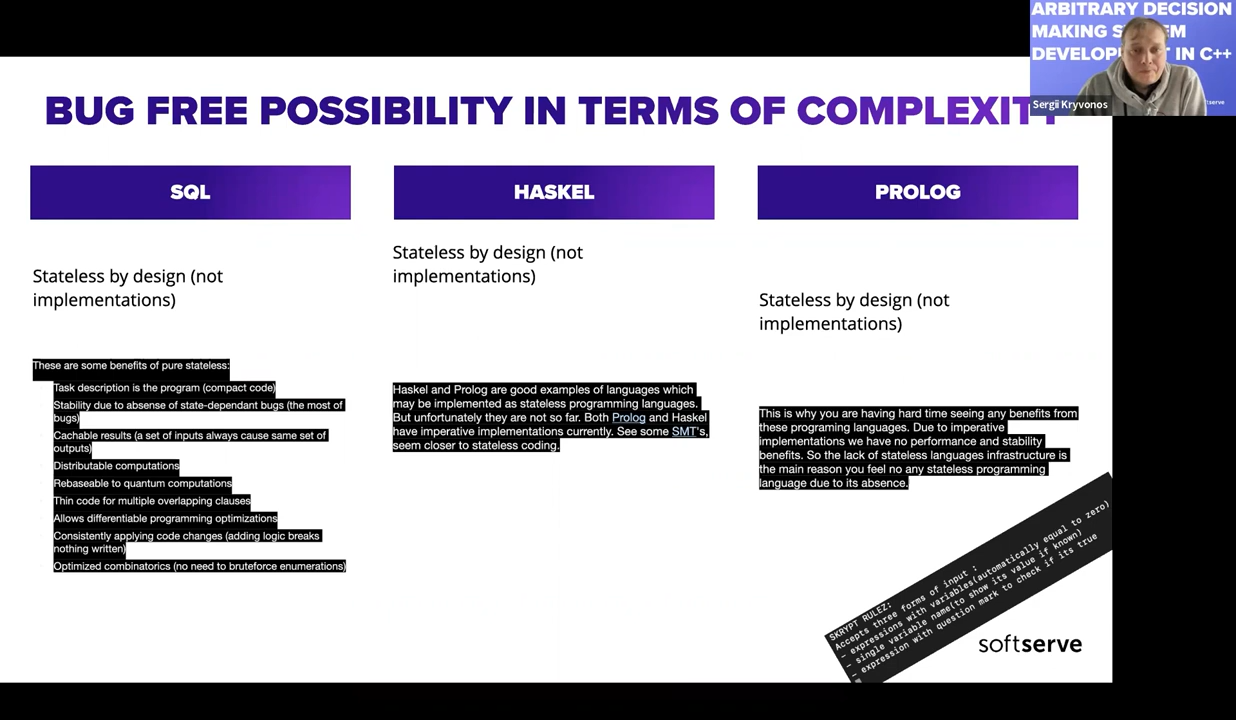 ARBITRARY DECISION
MAKING S
DEVELOP
IN C++
Sergii Kryvonos
BUG FREE POSSIBILITY IN TERMS OF COMPLEXITY
SQL
Stateless by design (not
implementations)
These are some benefits of pure stateless:
Task description is the program (compact code)
Stability due to absense of state-dependant bugs (the most of
bugs)
Cachable results (a set of inputs always cause same set of
outputs)
Distributable computations
Rebaseable to quantum computations
Thin code for multiple overlapping clauses
Allows differentiable programming optimizations
Consistently applying code changes (adding logic breaks
nothing written)
Optimized combinatorics (no need to bruteforce enumerations)
HASKEL
Stateless by design (not
implementations)
Haskel and Prolog are good examples of languages which
may be implemented as stateless programming languages.
But unfortunately they are not so far. Both Prolog and Haskel
have imperative implementations currently. See some SMT's,
seem closer to stateless coding.
PROLOG
Stateless by design (not
implementations)
This is why you are having hard time seeing any benefits from
these programing languages. Due to imperative
implementations we have no performance and stability
benefits. So the lack of stateless languages infrastructure is
the main reason you feel no any stateless programming
language due to its absence.
SKRYPT RULEZ:
Accepts three forms of input :
- expressions with variables(automatically equal to zero)
- single variable name(to show its value if known)
- expression with question mark to check if its true
softserve